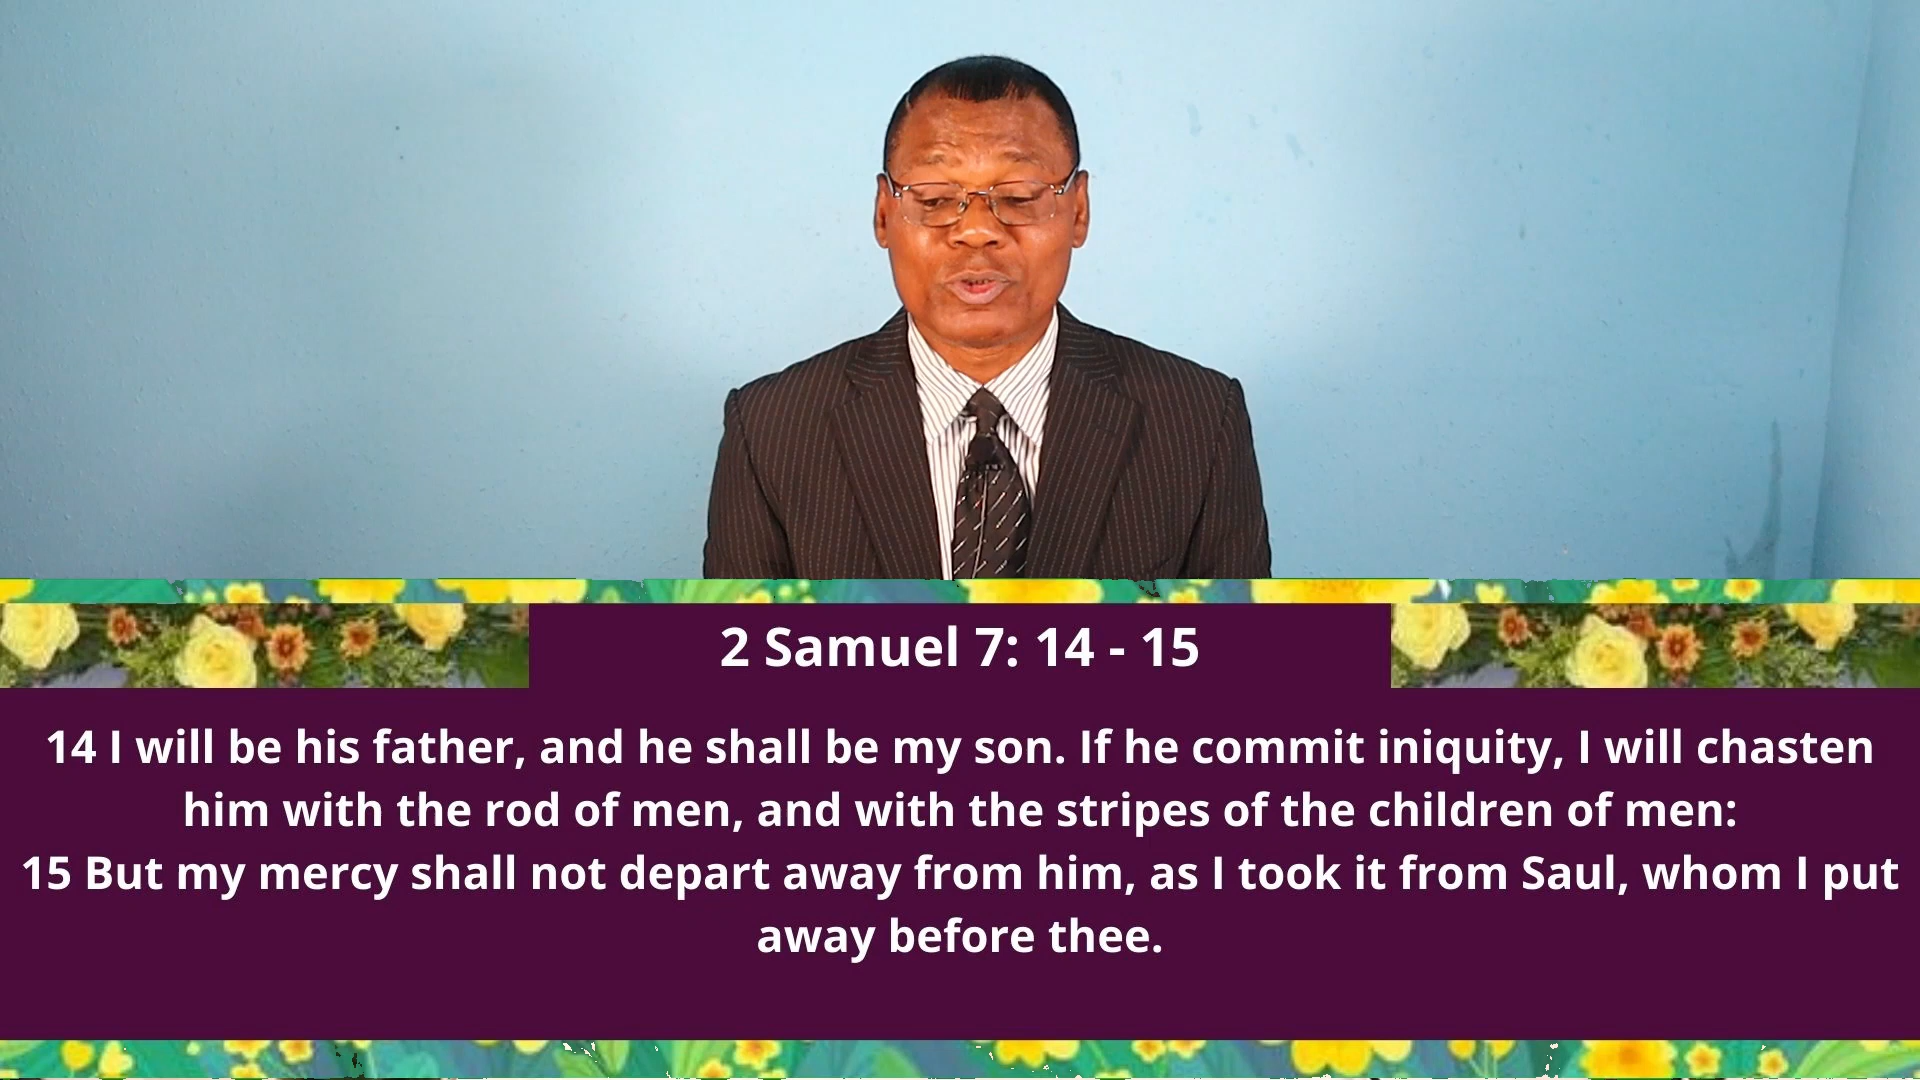 2 Samuel 7: 14 - 15
14 I will be his father, and he shall be my son. If he commit iniquity, I will chasten
him with the rod of men, and with the stripes of the children of men:
15 But my mercy shall not depart away from him, as I took it from Saul, whom I put
away before thee.